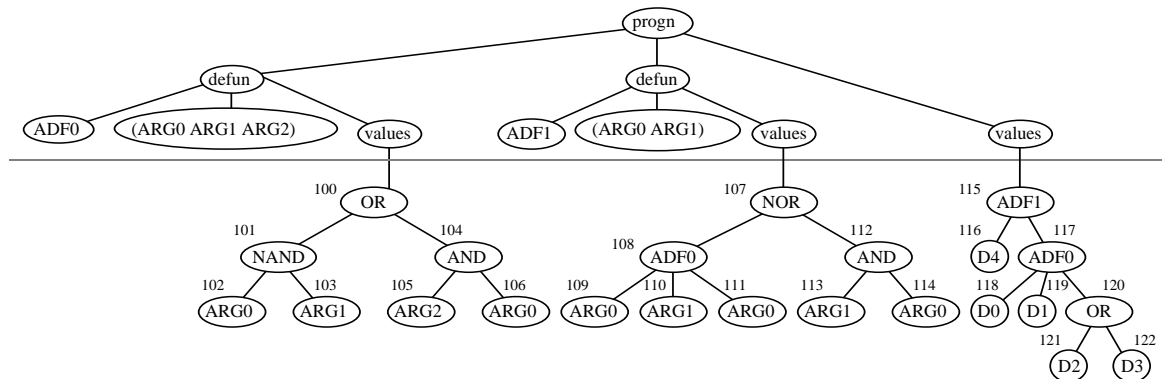 progn
defun defun
ADF0 (ARG0 ARG1 ARG2) values ADF1 (ARG0 ARG1) values values
100 107 115
OR NOR ADF1
101 104 108 112 116 117
NAND AND ADF0 AND D4 ADF0
102 103 105 106 109 110 111 113 114 118 119 120
ARG0 ARG1 ARG2 ARG0 ARG0 ARG1 ARG0 ARG1 ARG0 D0 D1 OR
121 122
D2 D3